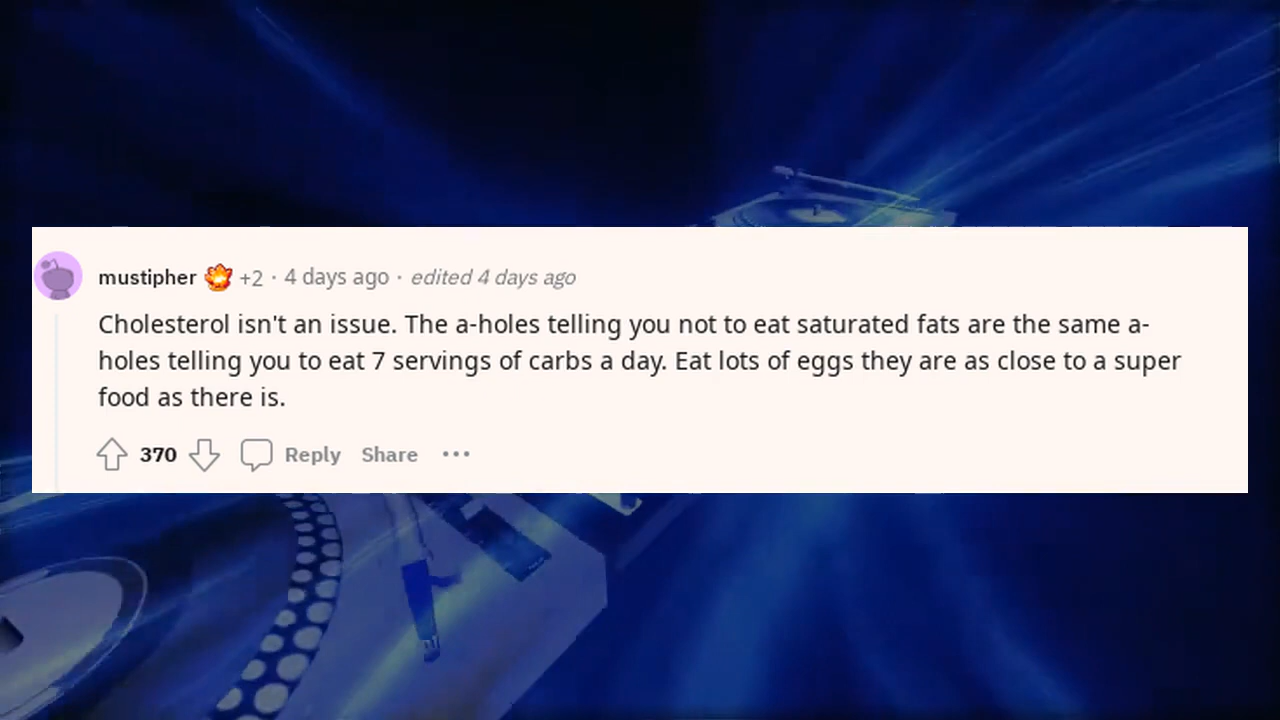 mustipher +2 · 4 days ago · edited 4 days ago
Cholesterol isn't an issue. The a-holes telling you not to eat saturated fats are the same a-
holes telling you to eat 7 servings of carbs a day. Eat lots of eggs they are as close to a super
food as there is.
370 Reply Share